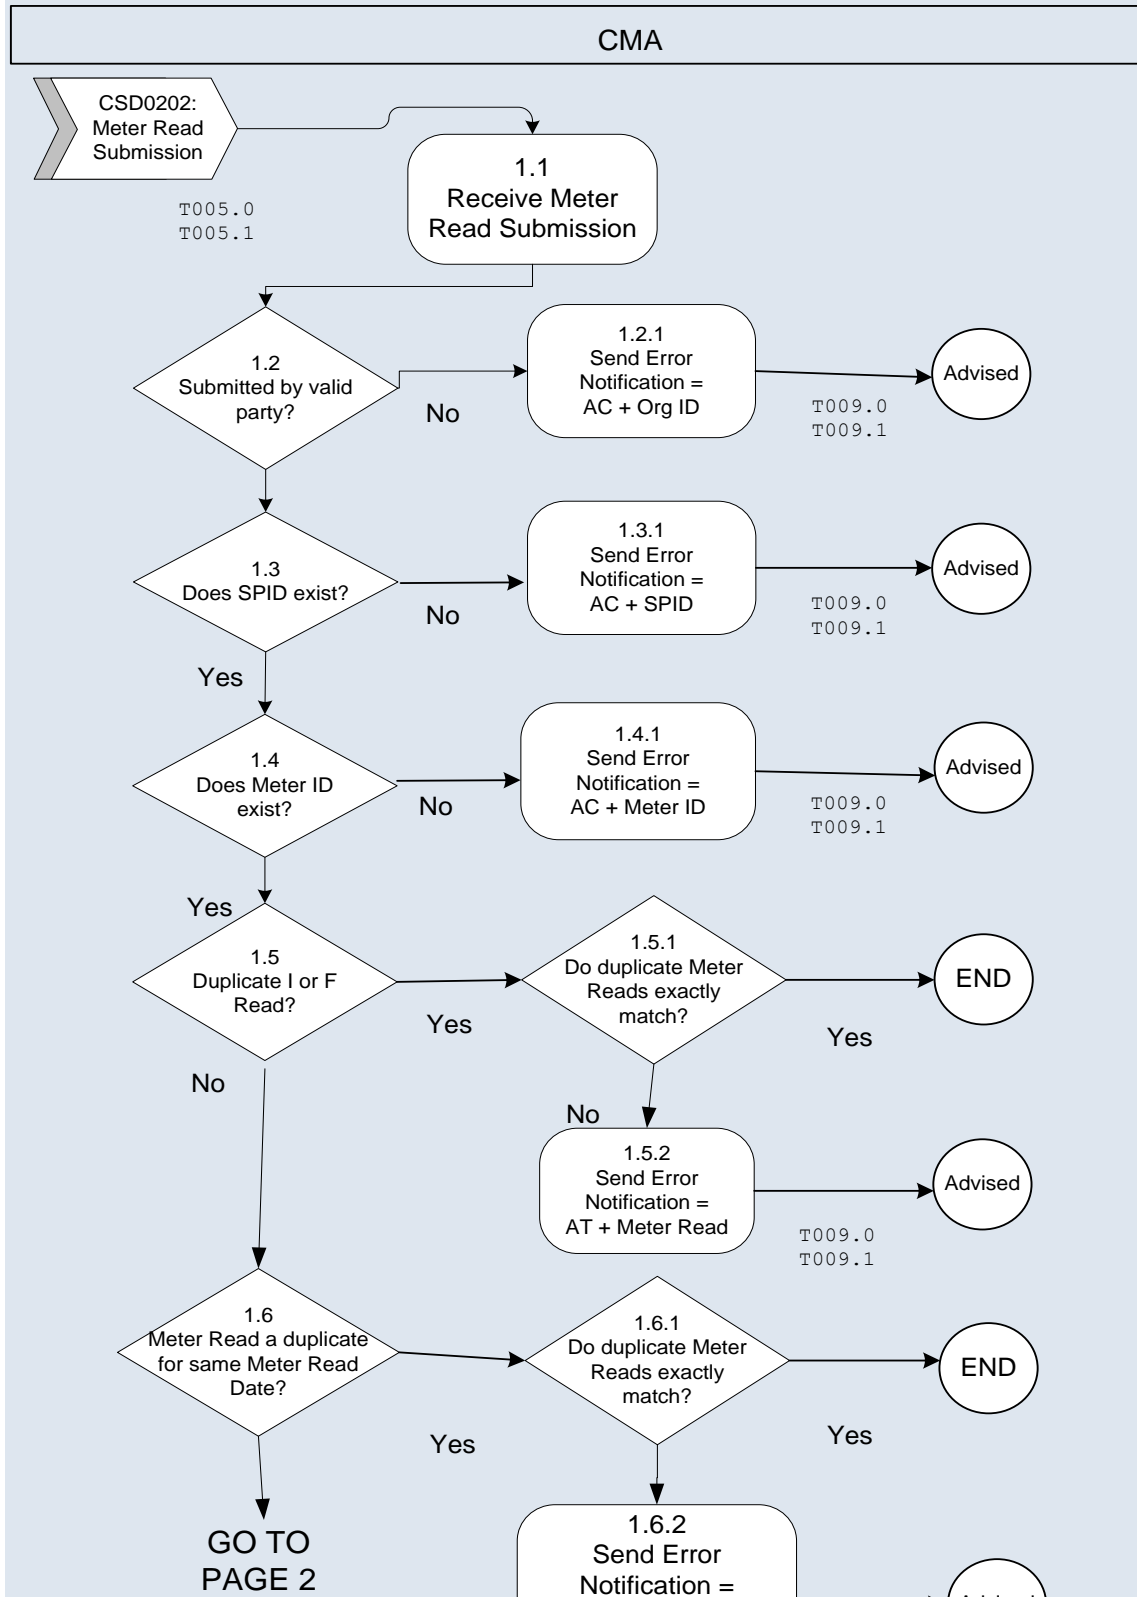 CMA
CSD0202:
Meter Read
Submission
T005.0
T005.1
1.1
Receive Meter
Read Submission
1.2
Submitted by valid
party?
No
1.2.1
Send Error
Notification =
AC + Org ID
T009.0
T009.1
Advised
1.3
Does SPID exist?
No
1.3.1
Send Error
Notification =
AC + SPID
T009.0
T009.1
Advised
Yes
1.4
Does Meter ID
exist?
No
1.4.1
Send Error
Notification =
AC + Meter ID
T009.0
T009.1
Advised
Yes
1.5
Duplicate I or F
Read?
Yes
1.5.1
Do duplicate Meter
Reads exactly
match?
Yes
END
No
No
1.5.2
Send Error
Notification =
AT + Meter Read
T009.0
T009.1
Advised
1.6
Meter Read a duplicate
for same Meter Read
Date?
Yes
1.6.1
Do duplicate Meter
Reads exactly
match?
Yes
END
GO TO
PAGE 2
1.6.2
Send Error
Notification =